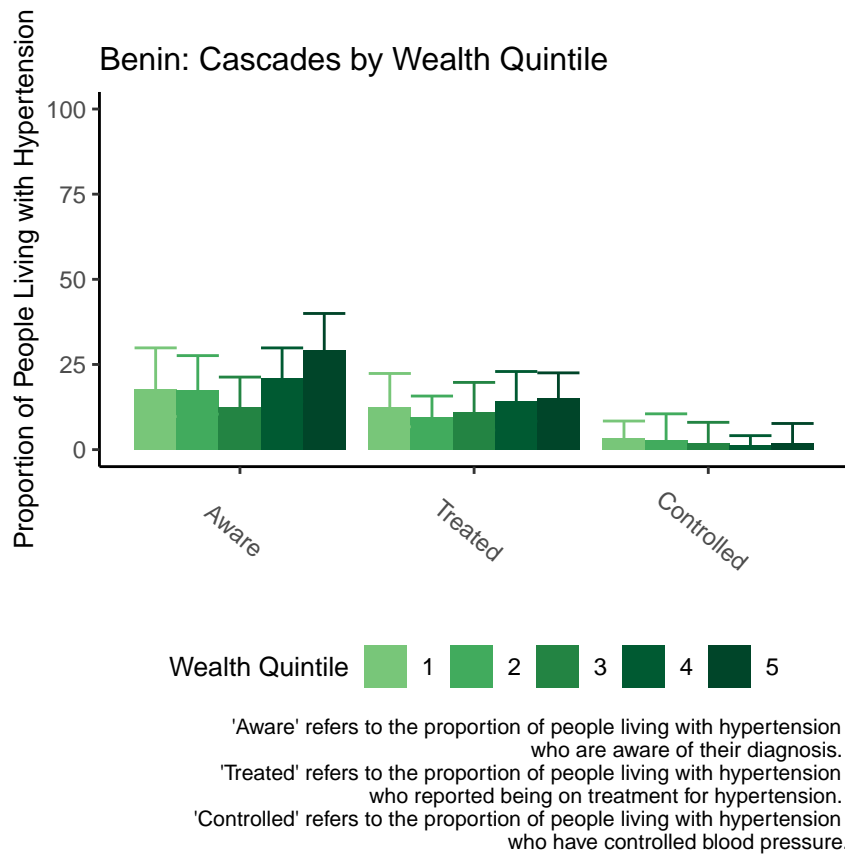 Benin: Cascades by Wealth Quintile
Proportion of People Living with Hypertension
100
75
50
25
0
Aware
Treated
Controlled
Wealth Quintile 1 2 3 4 5
'Aware' refers to the proportion of people living with hypertension
who are aware of their diagnosis.
'Treated' refers to the proportion of people living with hypertension
who reported being on treatment for hypertension.
'Controlled' refers to the proportion of people living with hypertension
who have controlled blood pressure.